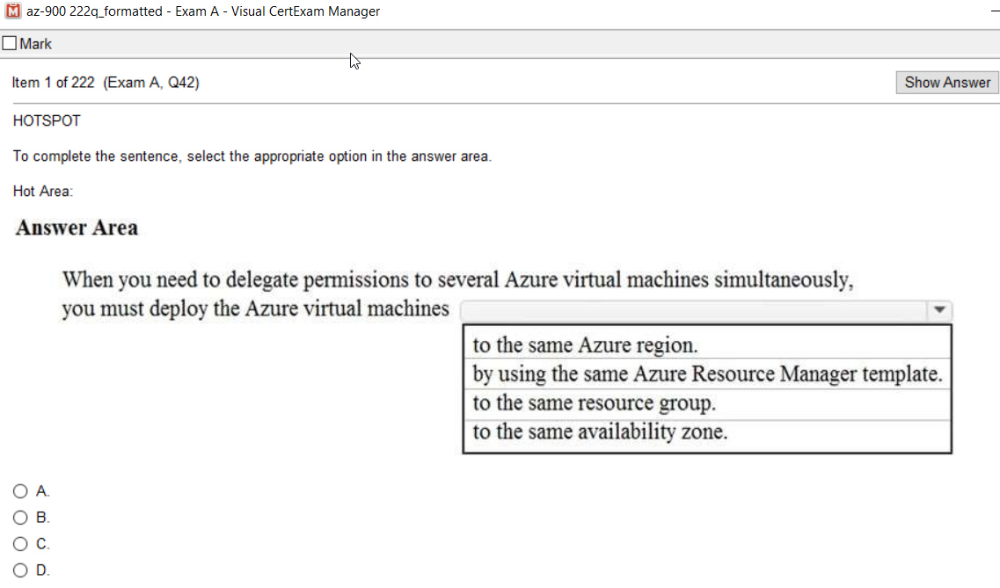 az-900 222q_formatted - Exam A - Visual CertExam Manager
Mark
Item 1 of 222 (Exam A, Q42)
Show Answer
HOTSPOT
To complete the sentence, select the appropriate option in the answer area.
Hot Area:
Answer Area
When you need to delegate permissions to several Azure virtual machines simultaneously,
you must deploy the Azure virtual machines
to the same Azure region.
by using the same Azure Resource Manager template.
to the same resource group.
to the same availability zone.
A.
B.
C.
D.